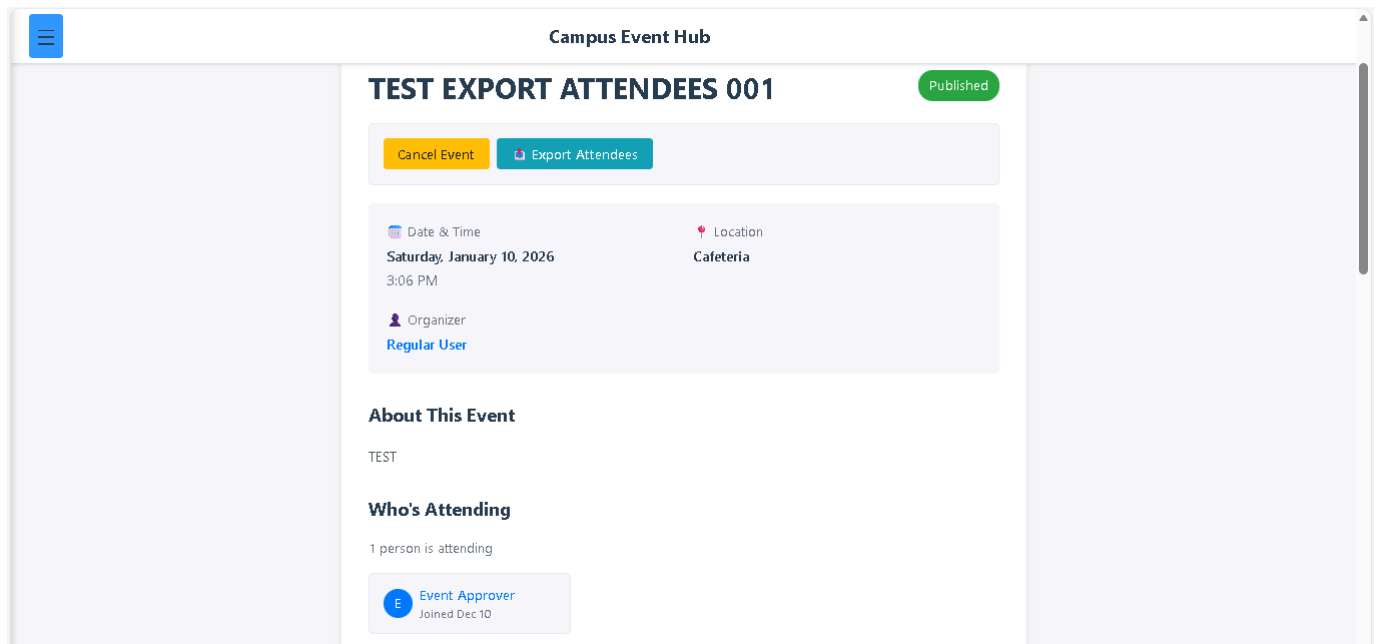 Campus Event Hub
TEST EXPORT ATTENDEES 001
Published
Cancel Event
Export Attendees
Date & Time
Saturday, January 10, 2026
3:06 PM
Location
Cafeteria
Organizer
Regular User
About This Event
TEST
Who's Attending
1 person is attending
E
Event Approver
Joined Dec 10